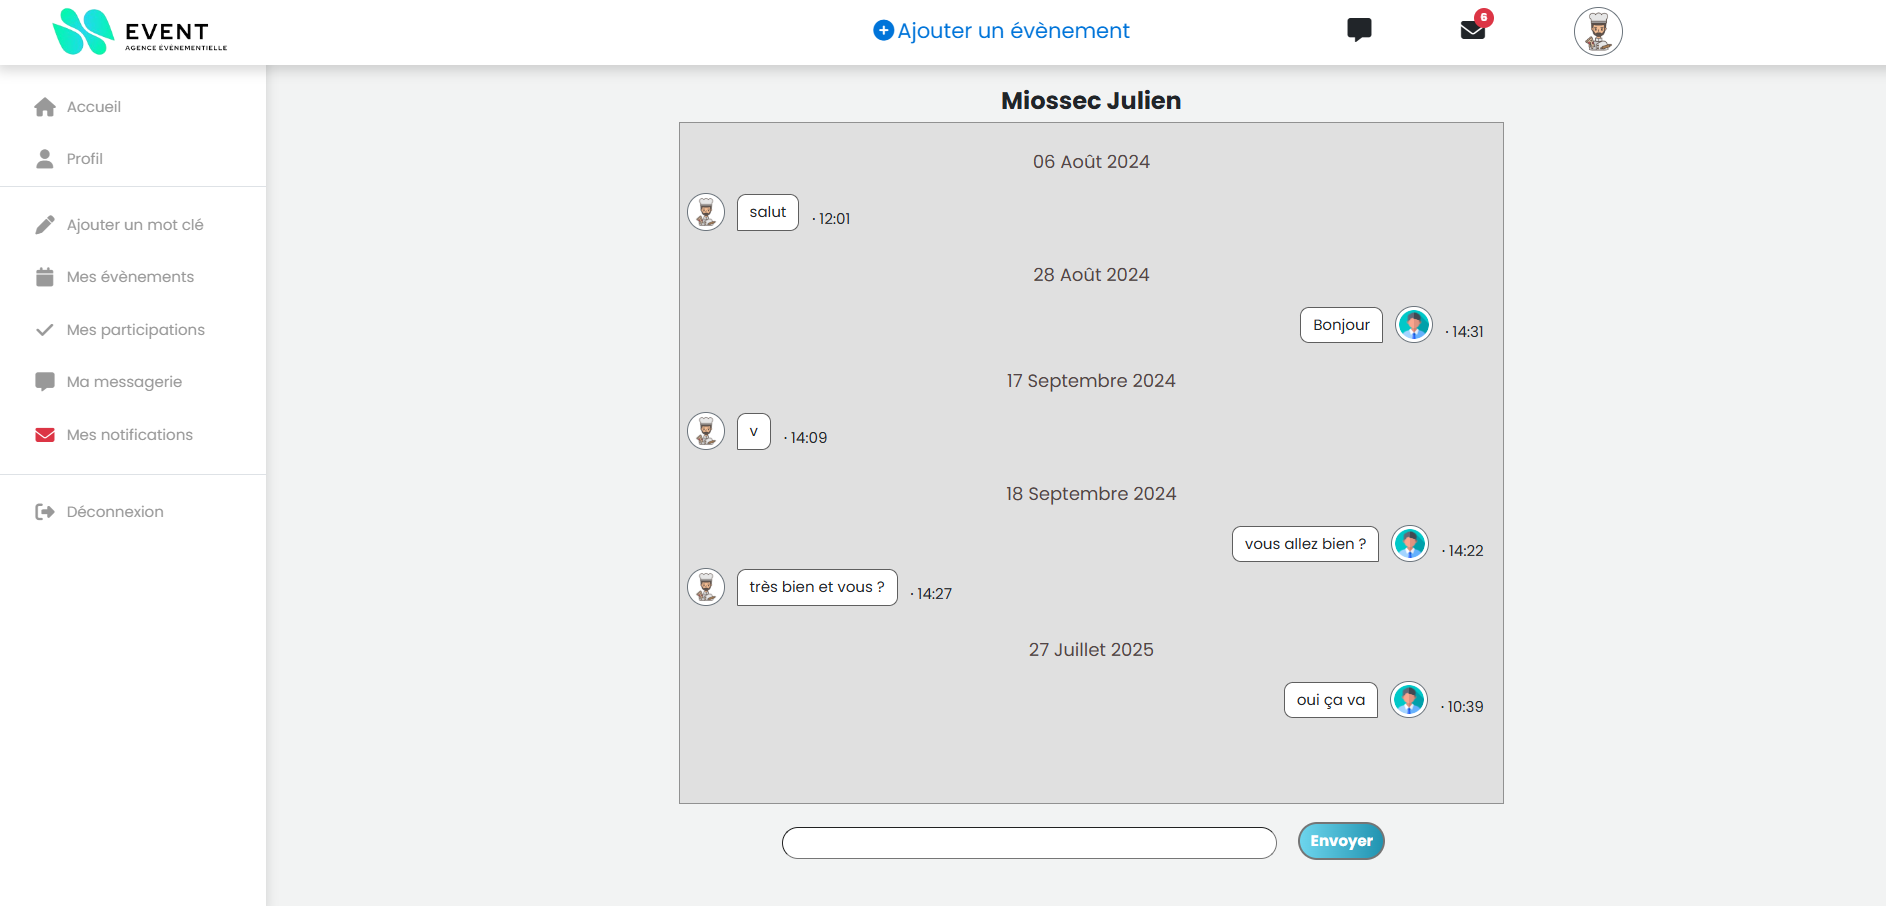 EVENT
AGENCE ÉVÈNEMENTIELLE
Ajouter un évènement
6
Accueil
Profil
Ajouter un mot clé
Mes évènements
Mes participations
Ma messagerie
Mes notifications
Déconnexion
Miossec Julien
06 Août 2024
salut · 12:01
28 Août 2024
Bonjour · 14:31
17 Septembre 2024
v · 14:09
18 Septembre 2024
vous allez bien ? · 14:22
très bien et vous ? · 14:27
27 Juillet 2025
oui ça va · 10:39
Envoyer